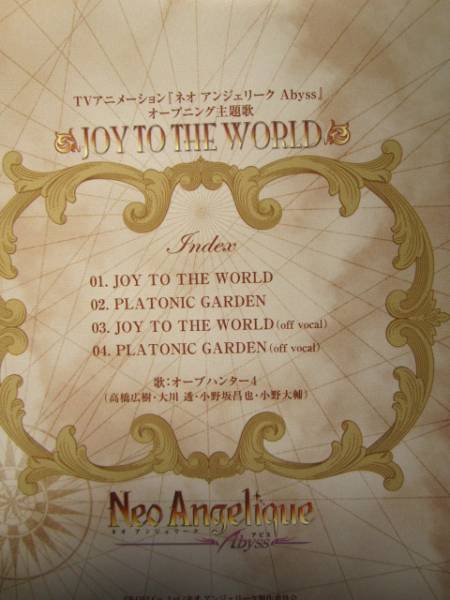 TVアニメーション『ネオ アンジェリーク Abyss』
オープニング主題歌
JOY TO THE WORLD
Index
01. JOY TO THE WORLD
02. PLATONIC GARDEN
03. JOY TO THE WORLD(off vocal)
04. PLATONIC GARDEN(off vocal)
歌:オーブハンター4
(高橋広樹・大川 透・小野坂昌也・小野大輔)
Neo Angelique
ネオ アンジェリーク
アビス
Abyss